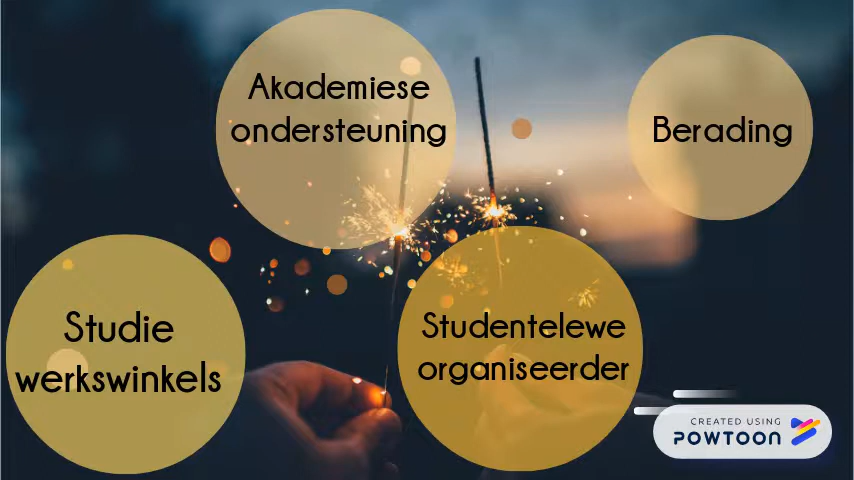 Akademiese
ondersteuning
Berading
Studie
werkswinkels
Studentelewe
organiseerder
CREATED USING
POWTOON